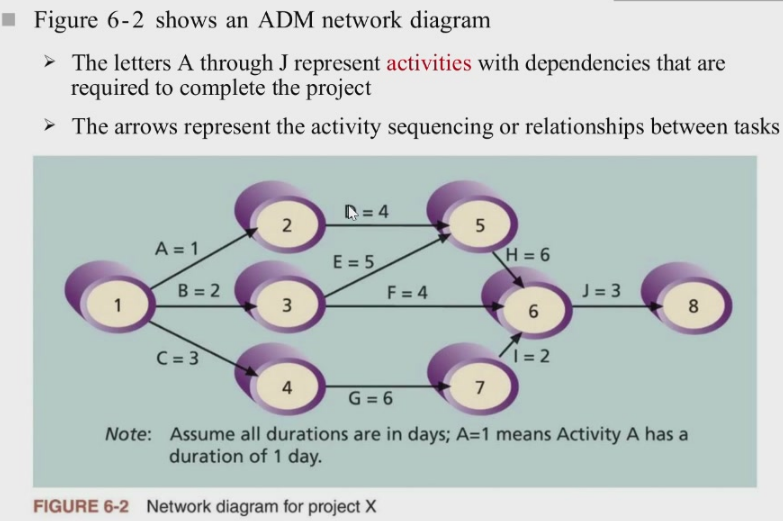 Figure 6-2 shows an ADM network diagram
The letters A through J represent activities with dependencies that are
required to complete the project
The arrows represent the activity sequencing or relationships between tasks
2
D = 4
5
A = 1
E = 5
H = 6
B = 2
F = 4
J = 3
1
3
6
8
C = 3
I = 2
4
G = 6
7
Note: Assume all durations are in days; A=1 means Activity A has a
duration of 1 day.
FIGURE 6-2 Network diagram for project X